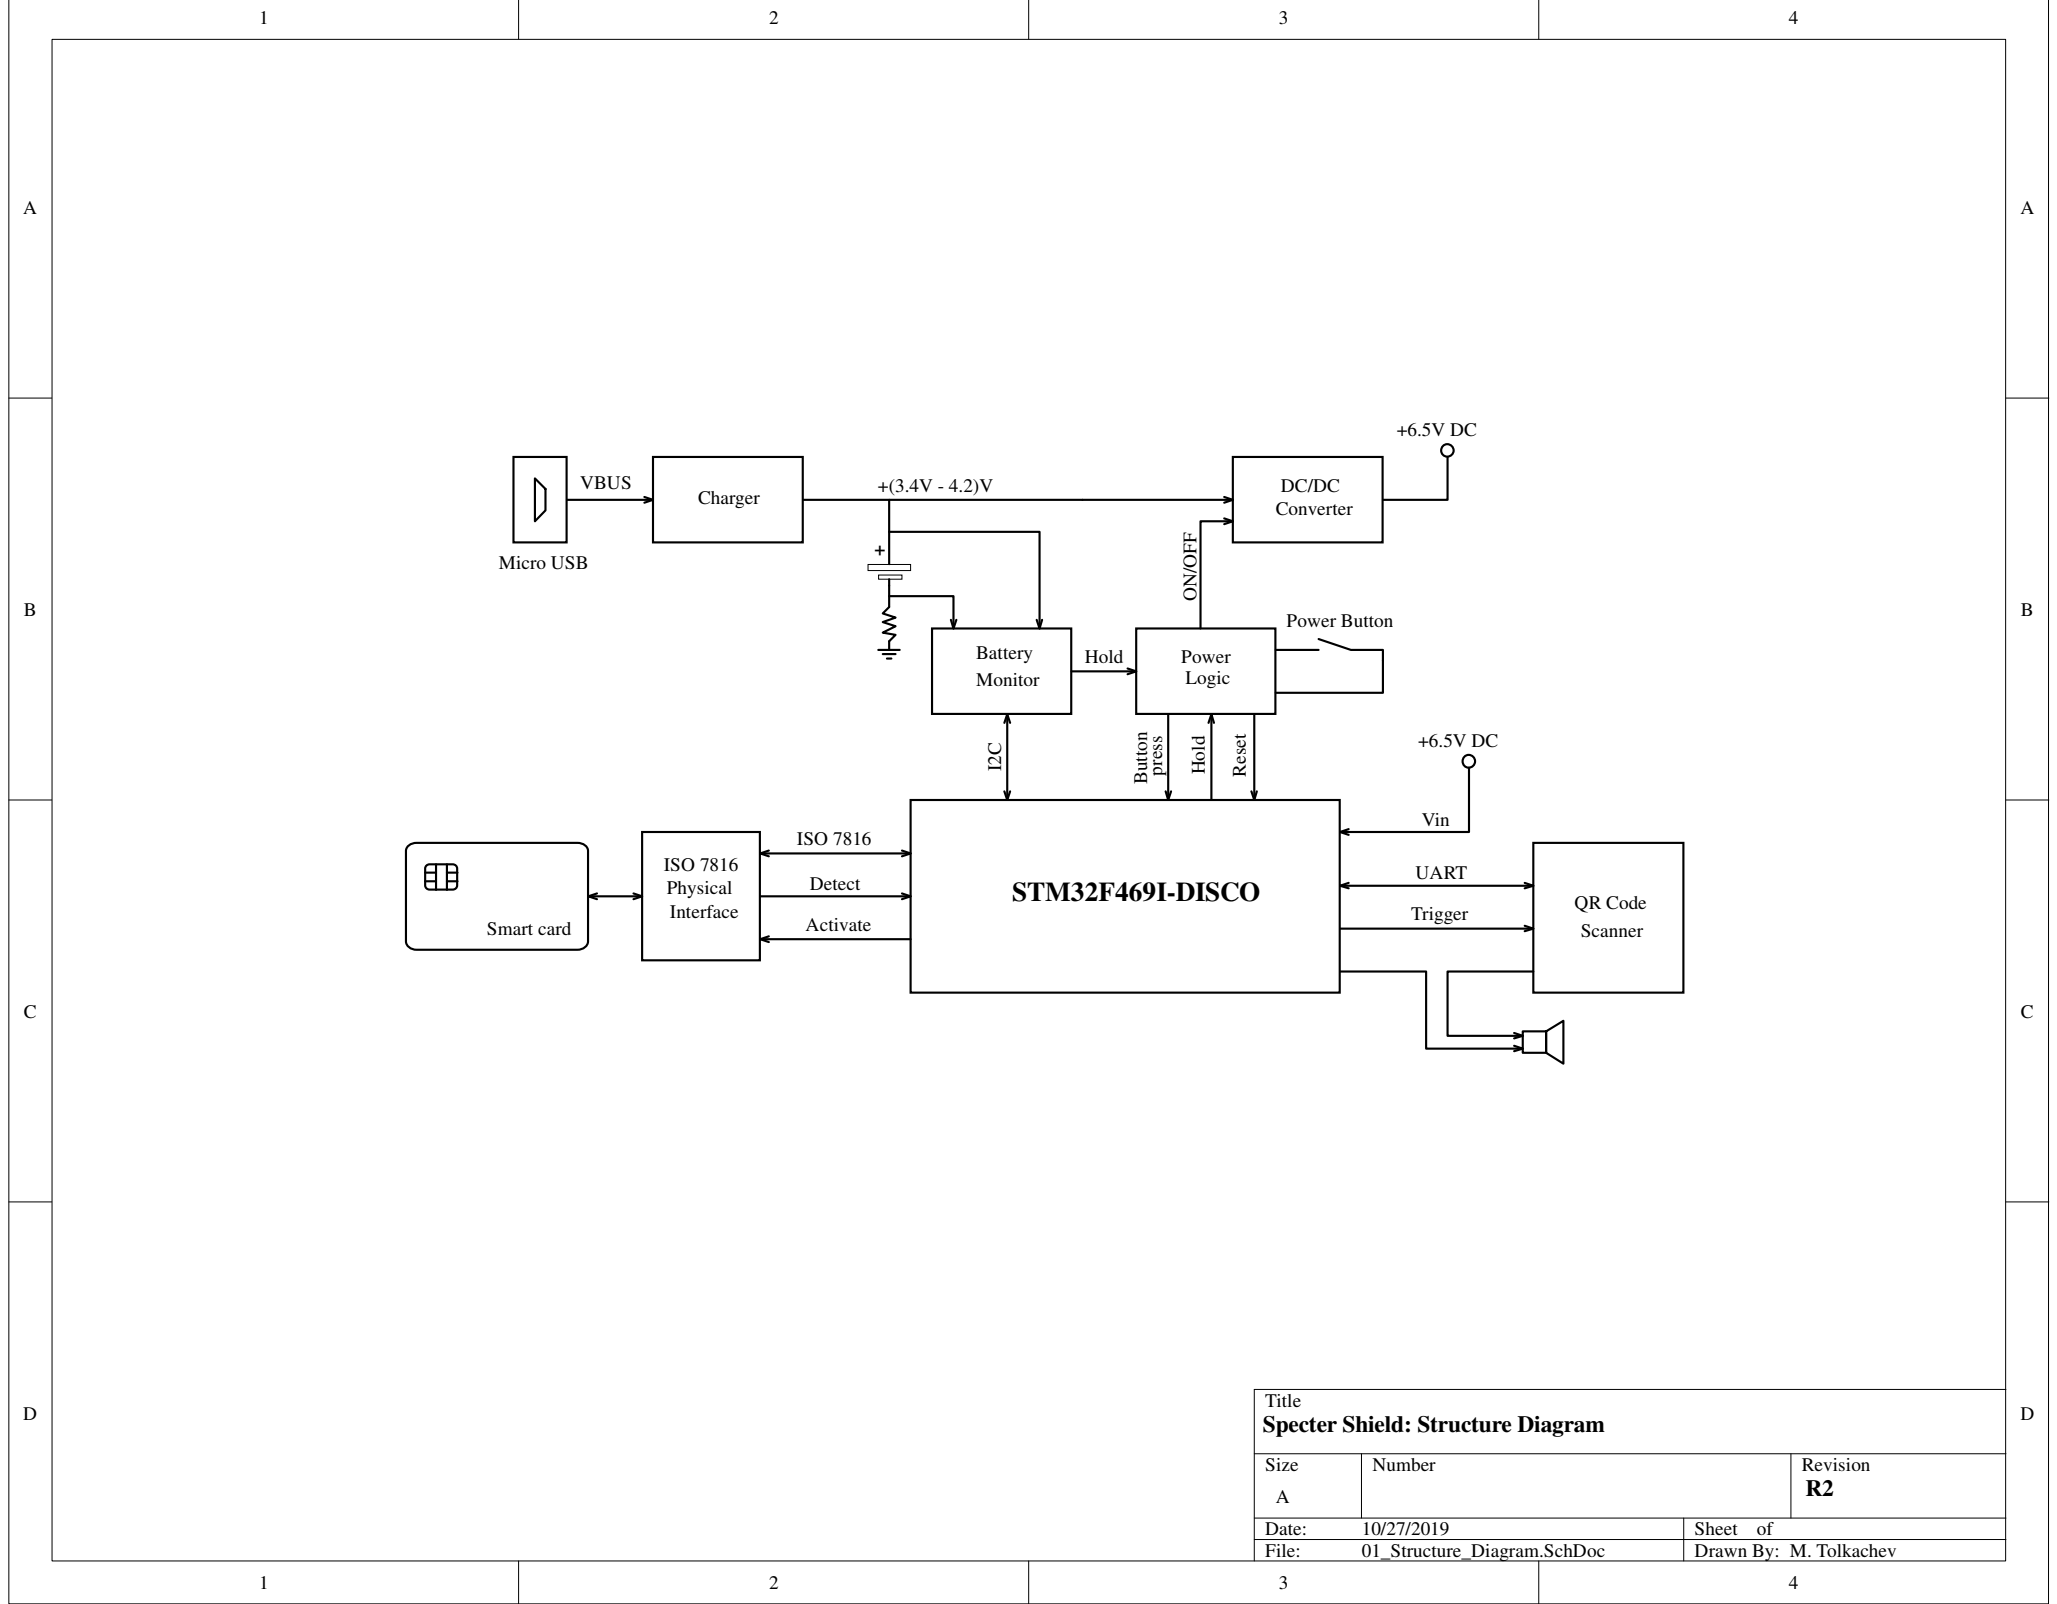 1
2
3
4
A
A
+6.5V DC
VBUS
Charger
+(3.4V - 4.2)V
DC/DC
Converter
Micro USB
+
ON/OFF
B
B
Power Button
Battery
Monitor
Hold
Power
Logic
I2C
Button
press
Hold
Reset
+6.5V DC
Vin
ISO 7816
Physical
Interface
ISO 7816
Detect
Activate
Smart card
STM32F469I-DISCO
UART
Trigger
QR Code
Scanner
C
C
D
D
Title
Specter Shield: Structure Diagram
Size
A
Number
Revision
R2
Date: 10/27/2019
Sheet of
File: 01_Structure_Diagram.SchDoc
Drawn By: M. Tolkachev
1
2
3
4